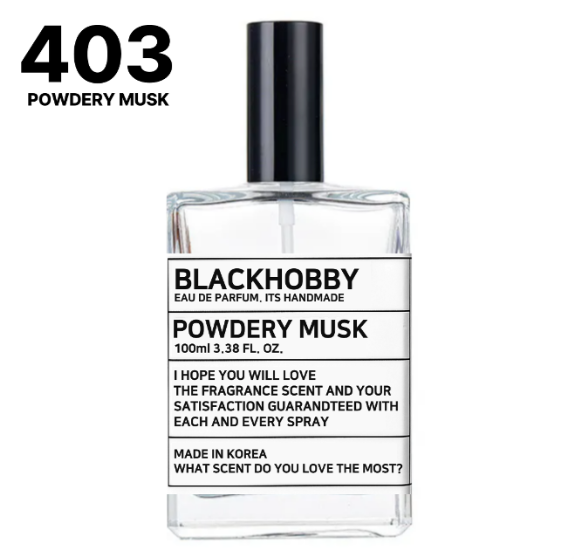 403
POWDERY MUSK
BLACKHOBBY
EAU DE PARFUM, ITS HANDMADE
POWDERY MUSK
100ml 3.38 FL. OZ.
I HOPE YOU WILL LOVE
THE FRAGRANCE SCENT AND YOUR
SATISFACTION GUARANDTEED WITH
EACH AND EVERY SPRAY
MADE IN KOREA
WHAT SCENT DO YOU LOVE THE MOST?